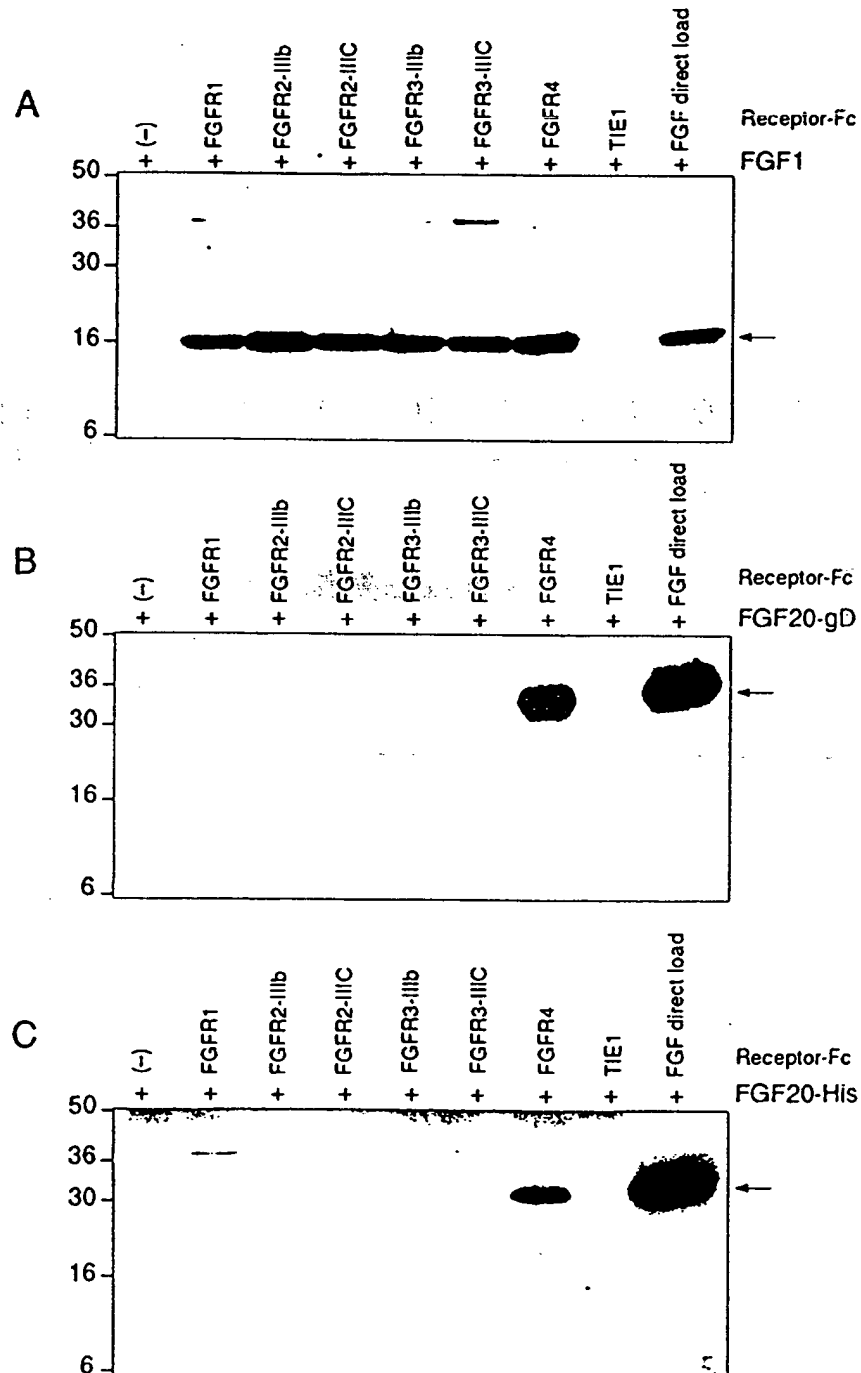 A
+ (-)
+ FGFR1
+ FGFR2-IIIb
+ FGFR2-IIIC
+ FGFR3-IIIb
+ FGFR3-IIIC
+ FGFR4
+ TIE1
+ FGF direct load
Receptor-Fc
FGF1
50
36
30
16
6
B
+ (-)
+ FGFR1
+ FGFR2-IIIb
+ FGFR2-IIIC
+ FGFR3-IIIb
+ FGFR3-IIIC
+ FGFR4
+ TIE1
+ FGF direct load
Receptor-Fc
FGF20-gD
50
36
30
16
6
C
+ (-)
+ FGFR1
+ FGFR2-IIIb
+ FGFR2-IIIC
+ FGFR3-IIIb
+ FGFR3-IIIC
+ FGFR4
+ TIE1
+ FGF direct load
Receptor-Fc
FGF20-His
50
36
30
16
6